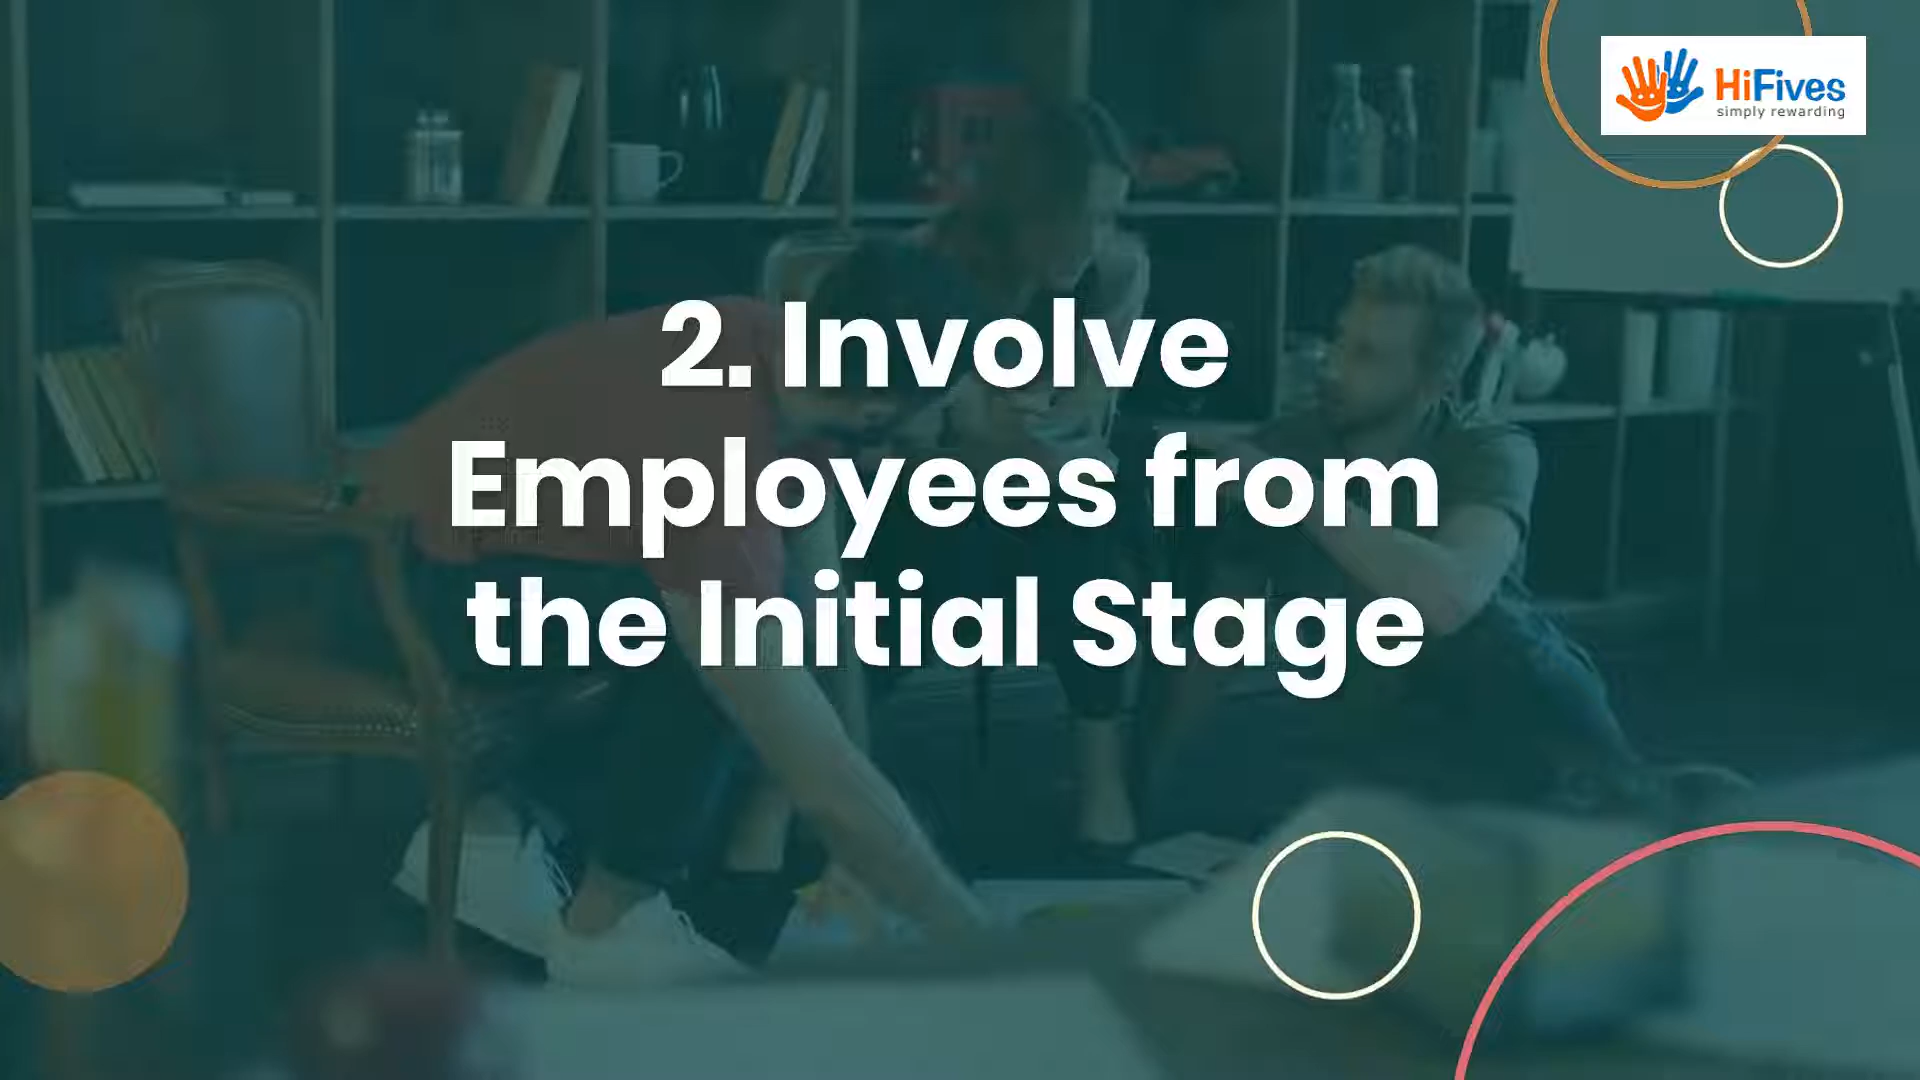 HiFives
simply rewarding
2. Involve
Employees from
the Initial Stage